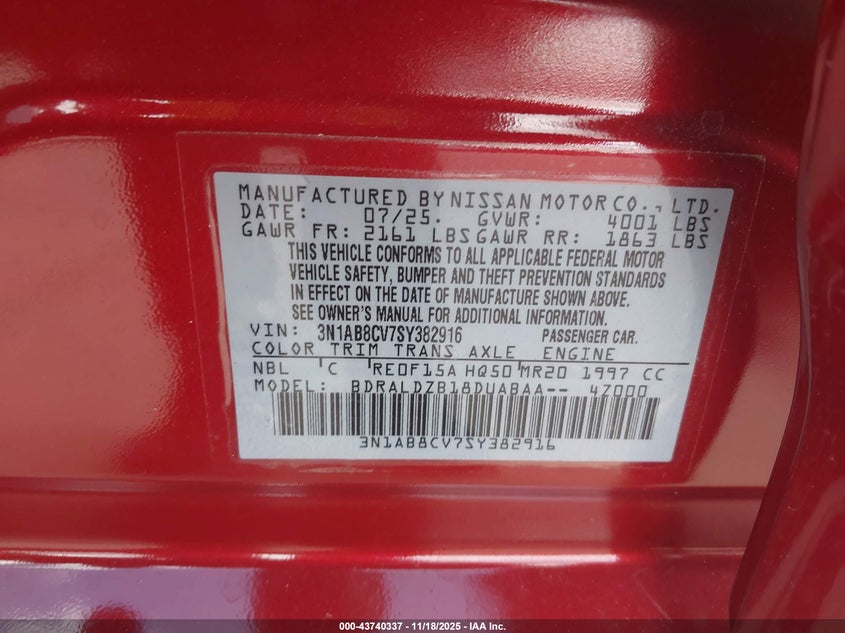 MANUFACTURED BY NISSAN MOTOR CO., LTD.
DATE: 07/25. GVWR: 4001 LBS
GAWR FR: 2161 LBS GAWR RR: 1863 LBS
THIS VEHICLE CONFORMS TO ALL APPLICABLE FEDERAL MOTOR
VEHICLE SAFETY, BUMPER AND THEFT PREVENTION STANDARDS
IN EFFECT ON THE DATE OF MANUFACTURE SHOWN ABOVE.
SEE OWNER'S MANUAL FOR ADDITIONAL INFORMATION.
VIN: 3N1AB8CV7SY382916 PASSENGER CAR.
COLOR TRIM TRANS AXLE ENGINE
NBL C RE0F15A HQ50 MR20 1997 CC
MODEL: BDRALDZB18DUABAA-- 4Z000
3N1AB8CV7SY382916
000-43740337 - 11/18/2025 - IAA Inc.